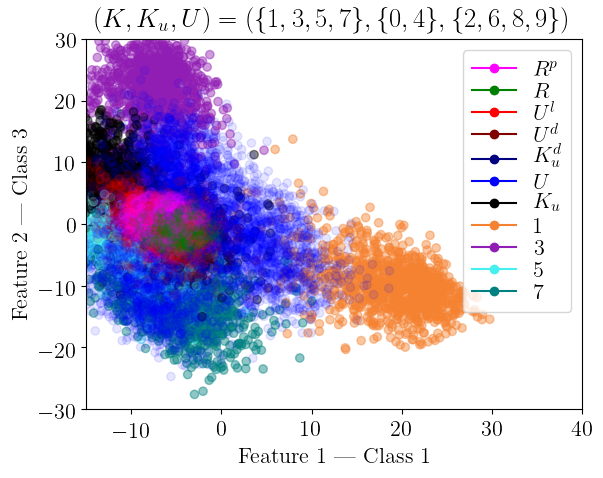 (K, K_u, U) = ({1, 3, 5, 7}, {0, 4}, {2, 6, 8, 9})
30
20
10
0
−10
−20
−30
Feature 2 — Class 3
R^p
R
U^l
U^d
K_u^d
U
K_u
1
3
5
7
−10
0
10
20
30
40
Feature 1 — Class 1